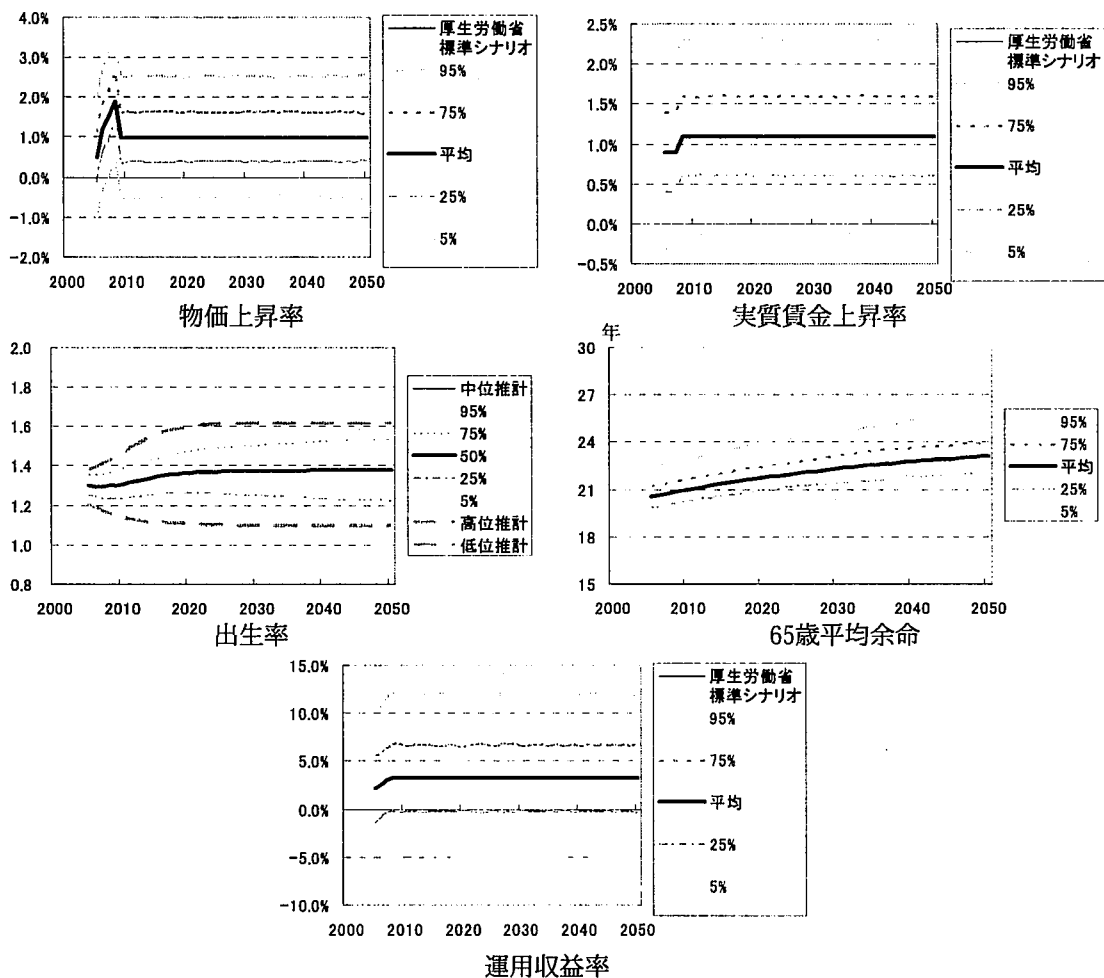 4.0%
3.0%
2.0%
1.0%
0.0%
-1.0%
-2.0%
2000 2010 2020 2030 2040 2050
厚生労働省
標準シナリオ
95%
75%
平均
25%
5%
物価上昇率
2.5%
2.0%
1.5%
1.0%
0.5%
0.0%
-0.5%
2000 2010 2020 2030 2040 2050
厚生労働省
標準シナリオ
95%
75%
平均
25%
5%
実質賃金上昇率
2.0
1.8
1.6
1.4
1.2
1.0
0.8
2000 2010 2020 2030 2040 2050
中位推計
95%
75%
50%
25%
5%
高位推計
低位推計
出生率
年
30
27
24
21
18
15
2000 2010 2020 2030 2040 2050
95%
75%
平均
25%
5%
65歳平均余命
15.0%
10.0%
5.0%
0.0%
-5.0%
-10.0%
2000 2010 2020 2030 2040 2050
厚生労働省
標準シナリオ
95%
75%
平均
25%
5%
運用収益率